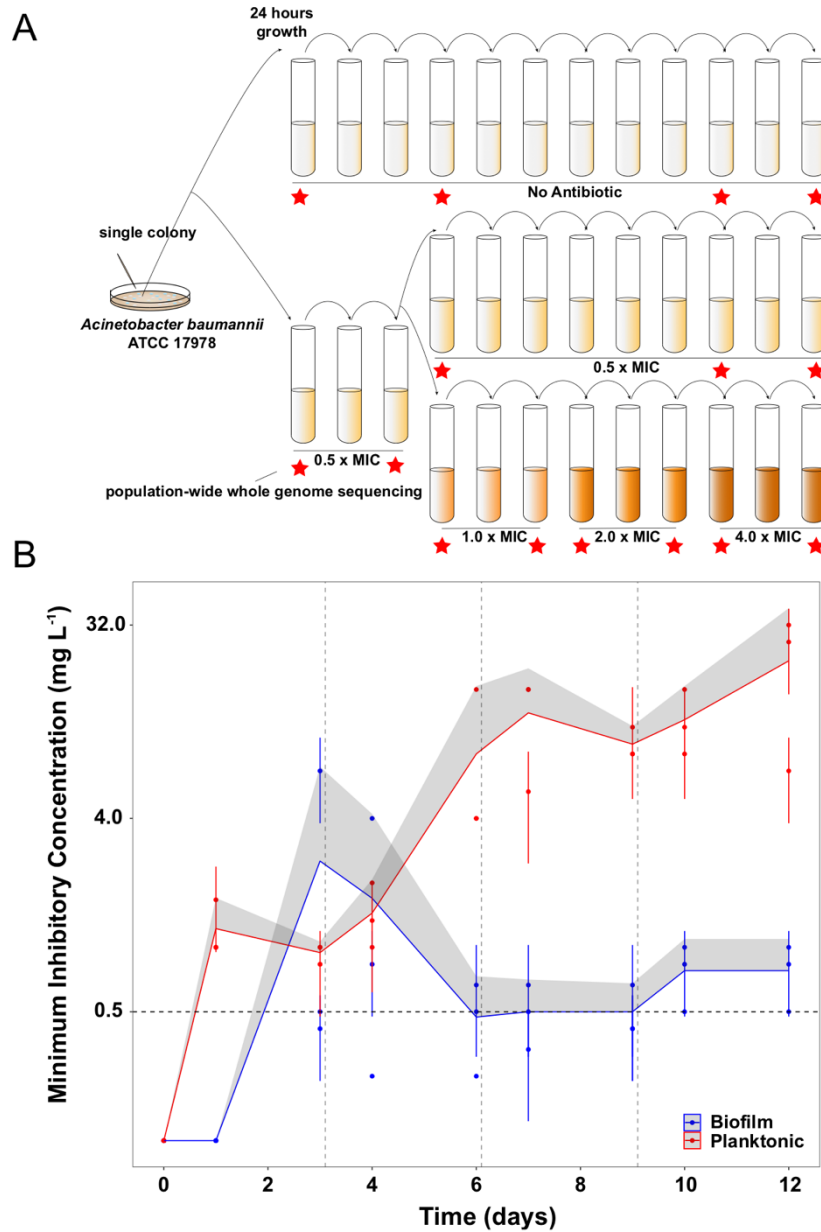 A
24 hours
growth
No Antibiotic
single colony
Acinetobacter baumannii
ATCC 17978
0.5 x MIC
0.5 x MIC
population-wide whole genome sequencing
1.0 x MIC
2.0 x MIC
4.0 x MIC
B
Minimum Inhibitory Concentration (mg L⁻¹)
32.0
4.0
0.5
Biofilm
Planktonic
0
2
4
6
8
10
12
Time (days)